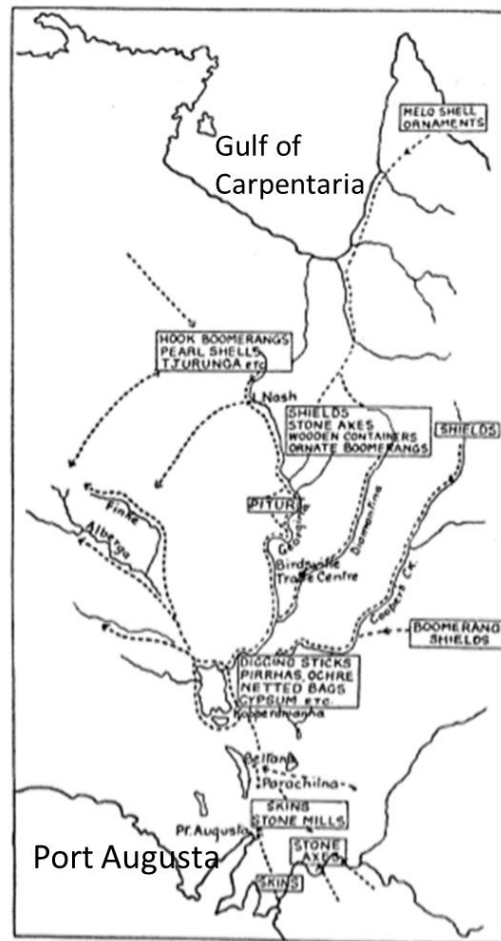 MELO SHELL
ORNAMENTS
Gulf of
Carpentaria
HOOK BOOMERANGS
PEARL SHELLS
TJURUNGA ETC
L. Nash
SHIELDS
STONE AXES
WOODEN CONTAINERS
ORNATE BOOMERANGS
SHIELDS
PITURI
Georgina
Diamantina
Finke
Alberga
Birdsville
Trade Centre
Coopers CK.
BOOMERANG
SHIELDS
DIGGING STICKS
PIRRHAS, OCHRE
NETTED BAGS
GYPSUM ETC.
Kopperamanna
Beltana
Parachilna
SKINS
STONE MILLS
Pt. Augusta
Port Augusta
STONE
AXES
SKINS